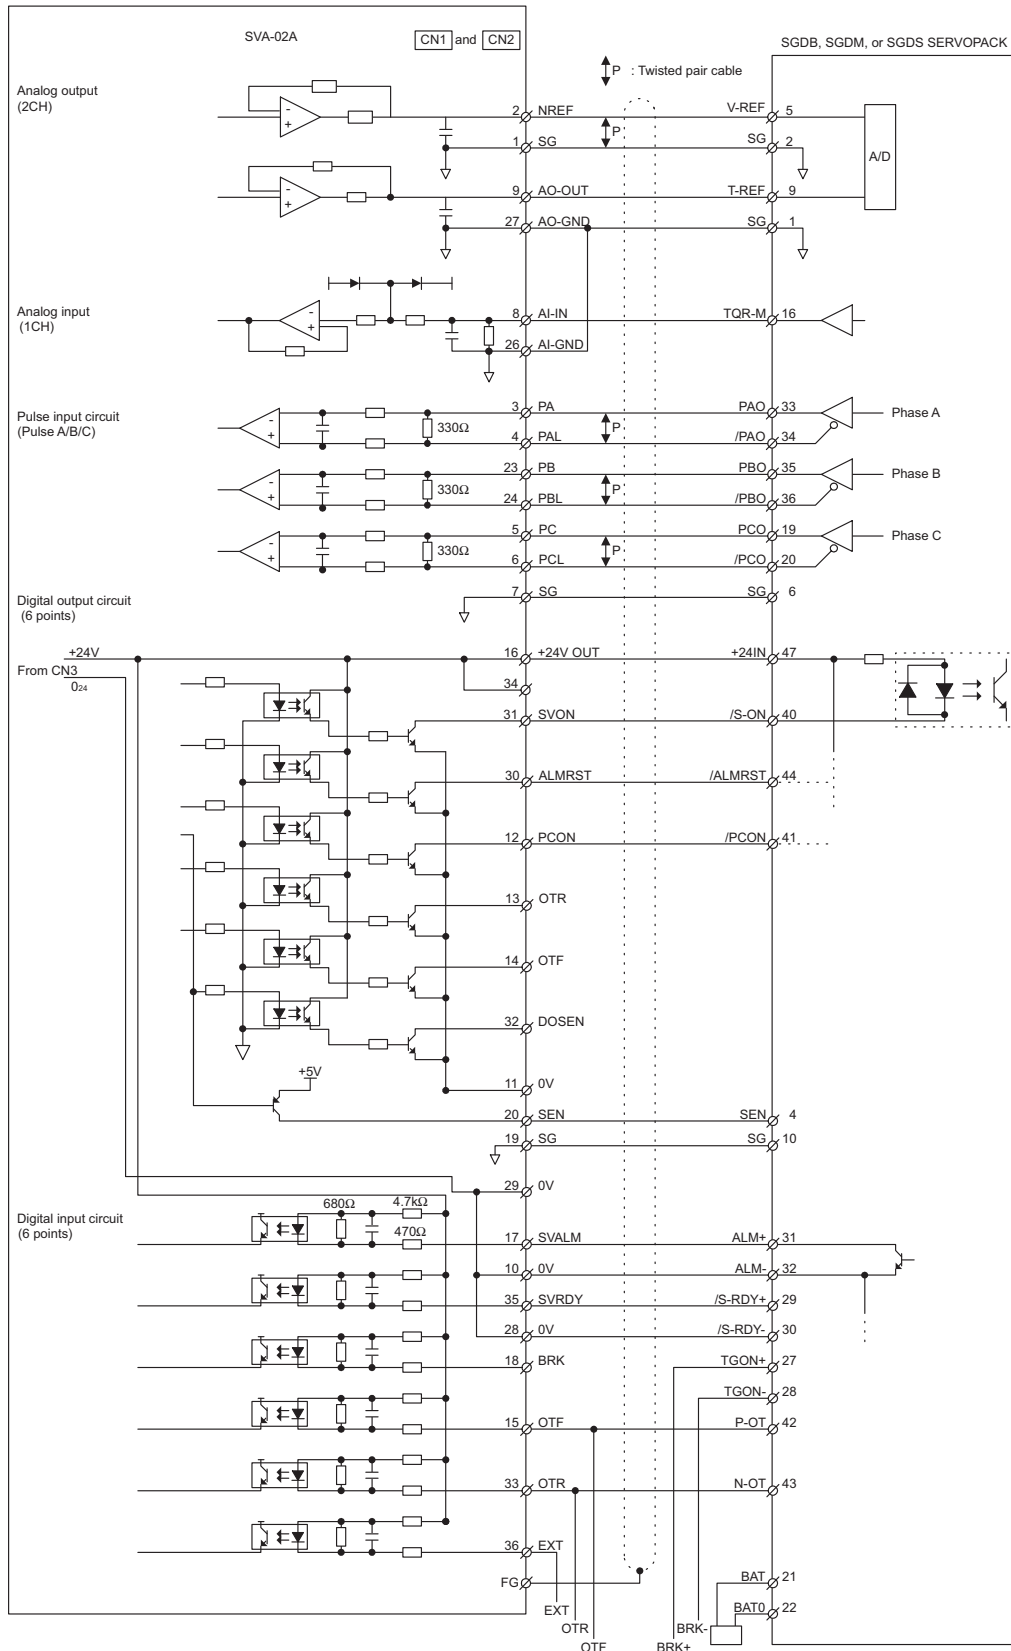 SVA-02A
CN1 and CN2
SGDB, SGDM, or SGDS SERVOPACK
P : Twisted pair cable
Analog output
(2CH)
- +
2 NREF V-REF 5
P
1 SG SG 2
A/D
- +
9 AO-OUT T-REF 9
27 AO-GND SG 1
Analog input
(1CH)
- +
8 AI-IN TQR-M 16
26 AI-GND
Pulse input circuit
(Pulse A/B/C)
- +
330Ω
3 PA PAO 33
P
Phase A
4 PAL /PAO 34
- +
330Ω
23 PB PBO 35
P
Phase B
24 PBL /PBO 36
- +
330Ω
5 PC PCO 19
P
Phase C
6 PCL /PCO 20
7 SG SG 6
Digital output circuit
(6 points)
+24V
From CN3
024
16 +24V OUT +24IN 47
34
31 SVON /S-ON 40
30 ALMRST /ALMRST 44
12 PCON /PCON 41
13 OTR
14 OTF
32 DOSEN
+5V
11 0V
20 SEN SEN 4
19 SG SG 10
29 0V
Digital input circuit
(6 points)
680Ω 4.7kΩ
470Ω
17 SVALM ALM+ 31
10 0V ALM- 32
35 SVRDY /S-RDY+ 29
28 0V /S-RDY- 30
18 BRK TGON+ 27
TGON- 28
15 OTF P-OT 42
33 OTR N-OT 43
36 EXT
FG
BAT 21
BAT0 22
EXT
OTR
OTF
BRK-
BRK+